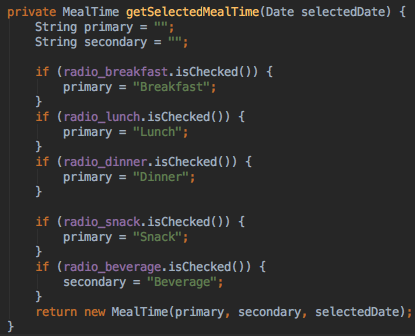 private MealTime getSelectedMealTime(Date selectedDate) {
    String primary = "";
    String secondary = "";

    if (radio_breakfast.isChecked()) {
        primary = "Breakfast";
    }
    if (radio_lunch.isChecked()) {
        primary = "Lunch";
    }
    if (radio_dinner.isChecked()) {
        primary = "Dinner";
    }

    if (radio_snack.isChecked()) {
        primary = "Snack";
    }
    if (radio_beverage.isChecked()) {
        secondary = "Beverage";
    }
    return new MealTime(primary, secondary, selectedDate);
}